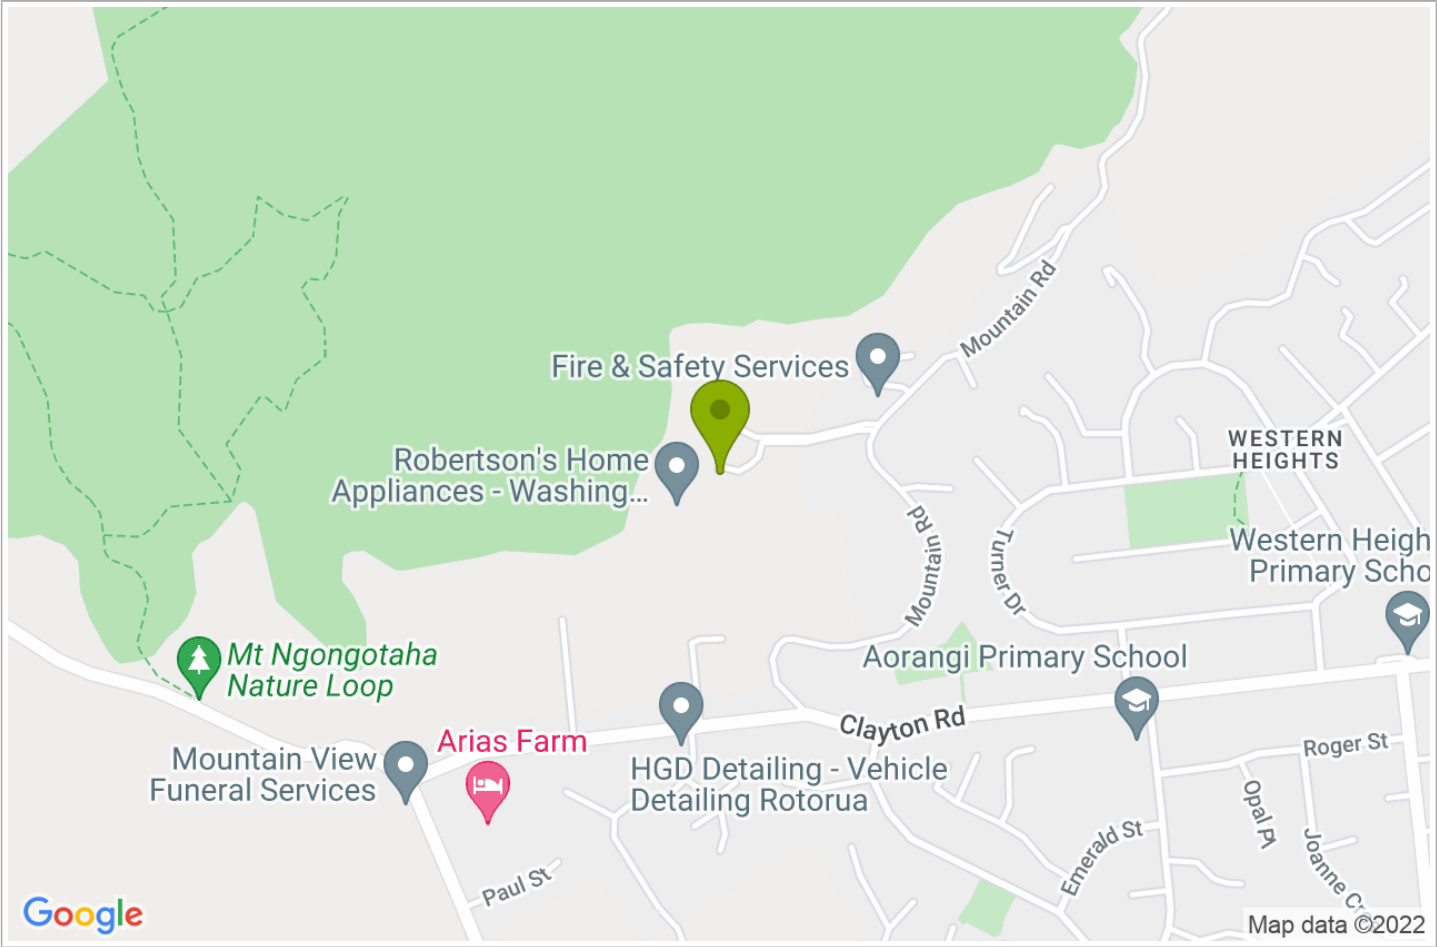 Mountain Rd
Fire & Safety Services
Robertson's Home
Appliances - Washing...
WESTERN
HEIGHTS
Mountain Rd
Turner Dr
Western Heigh
Primary Scho
Mt Ngongotaha
Nature Loop
Aorangi Primary School
Clayton Rd
Arias Farm
Mountain View
Funeral Services
HGD Detailing - Vehicle
Detailing Rotorua
Roger St
Opal Pl
Emerald St
Joanne Cre
Paul St
Google
Map data ©2022